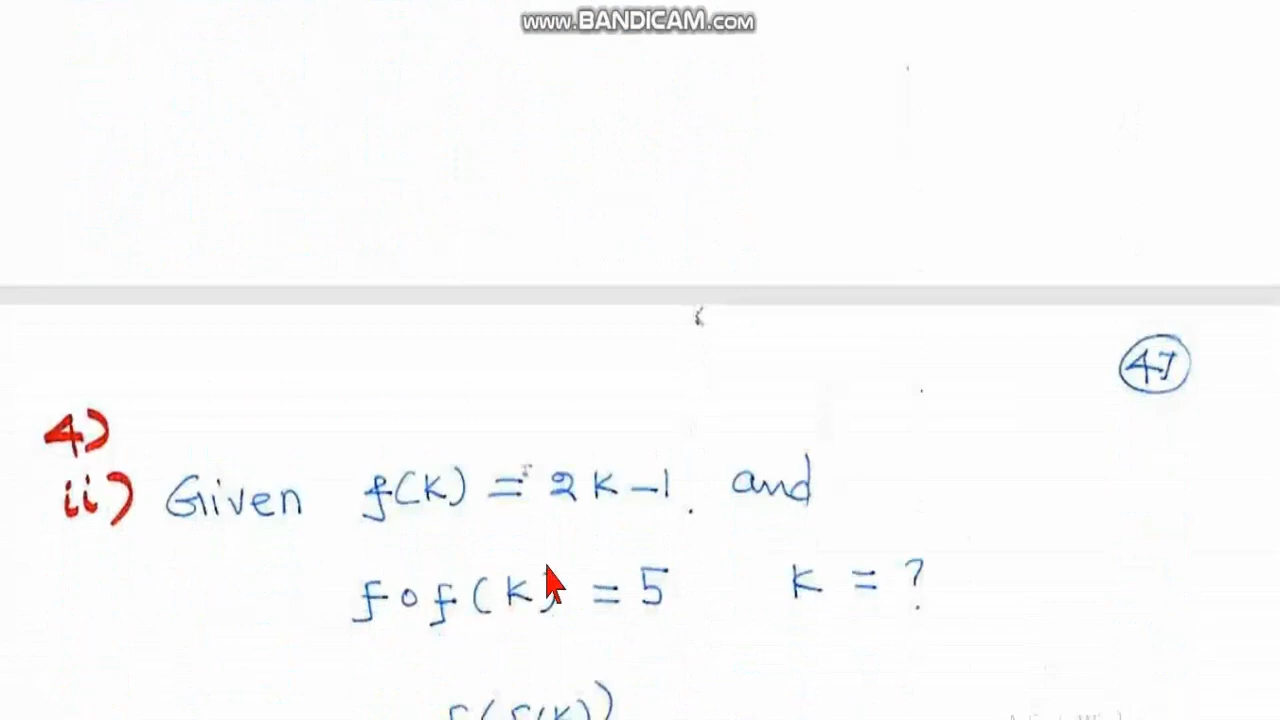 www.BANDICAM.com
47
4)
ii) Given f(k) = 2k-1. and
fof(k) = 5 k = ?
f(f(k))